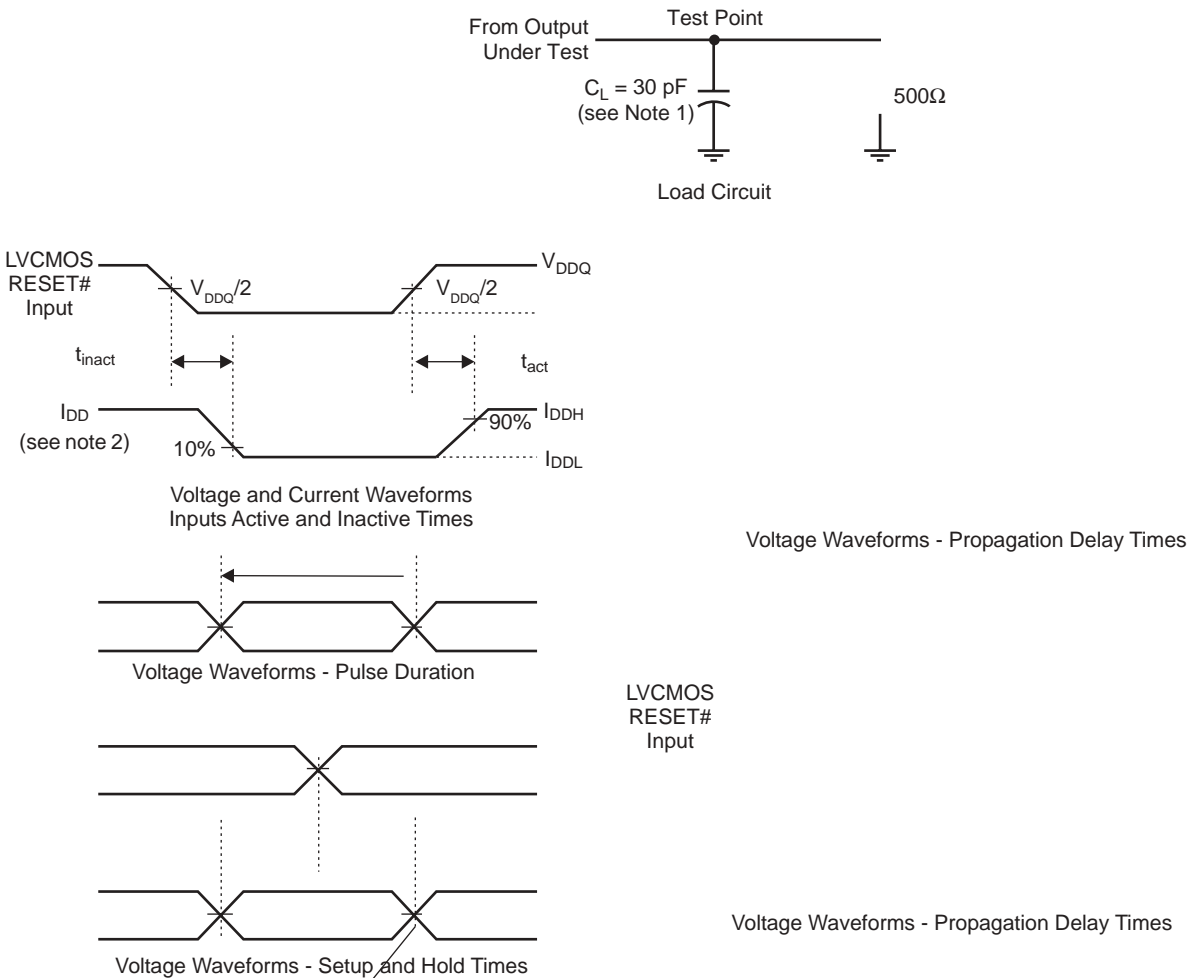 From Output
Under Test
Test Point
C_L = 30 pF
(see Note 1)
500Ω
Load Circuit
LVCMOS
RESET#
Input
V_DDQ/2
V_DDQ/2
V_DDQ
t_inact
t_act
I_DD
(see note 2)
10%
90%
I_DDH
I_DDL
Voltage and Current Waveforms
Inputs Active and Inactive Times
Voltage Waveforms - Propagation Delay Times
Voltage Waveforms - Pulse Duration
LVCMOS
RESET#
Input
Voltage Waveforms - Propagation Delay Times
Voltage Waveforms - Setup and Hold Times